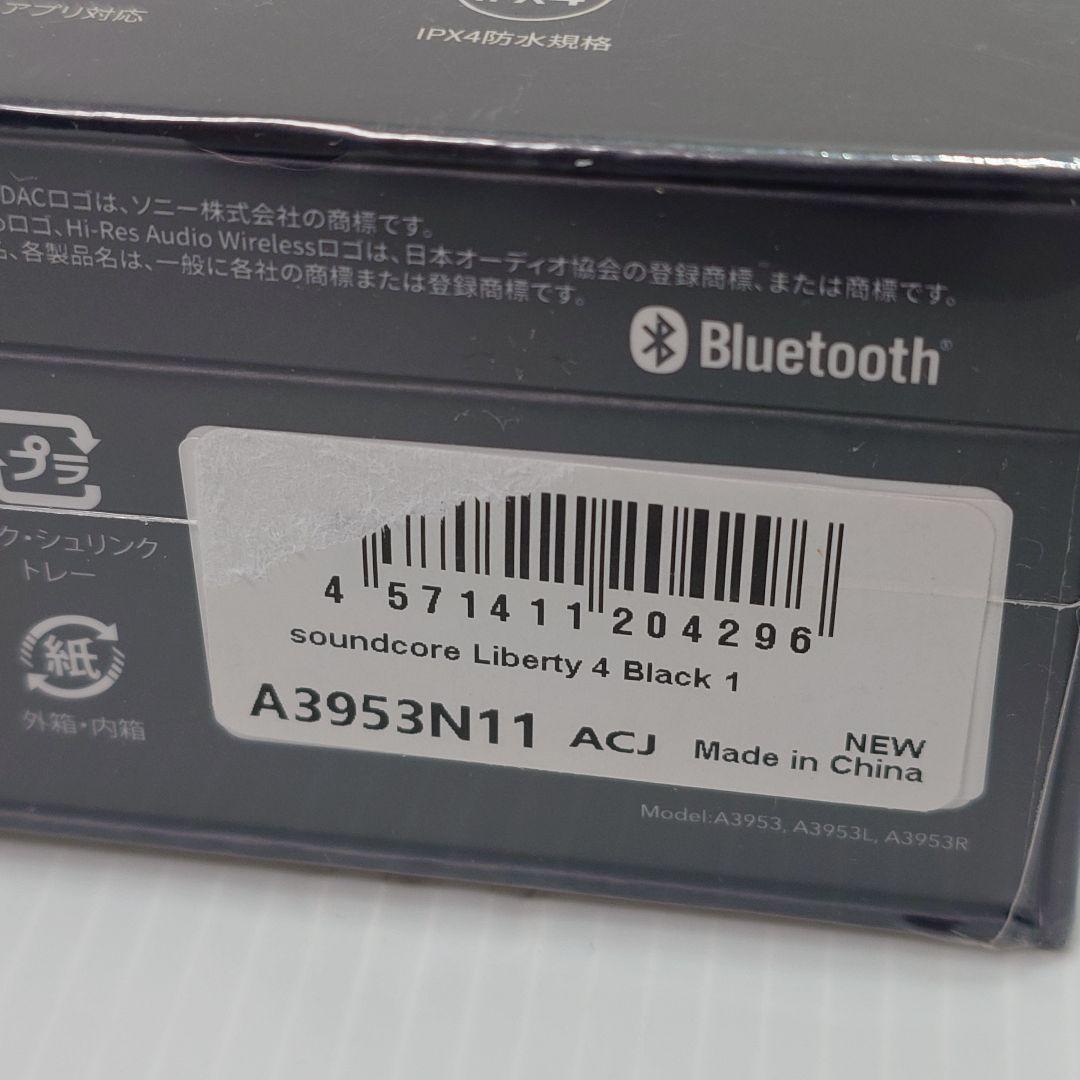 アプリ対応
IPX4
IPX4防水規格
DACロゴは、ソニー株式会社の商標です。
ロゴ、Hi-Res Audio Wirelessロゴは、日本オーディオ協会の登録商標、または商標です。
各製品名は、一般に各社の商標または登録商標です。
Bluetooth®
プラ
ク・シュリンク
トレー
紙
外箱・内箱
4 571411 204296
soundcore Liberty 4 Black 1
A3953N11 ACJ
NEW
Made in China
Model:A3953, A3953L, A3953R